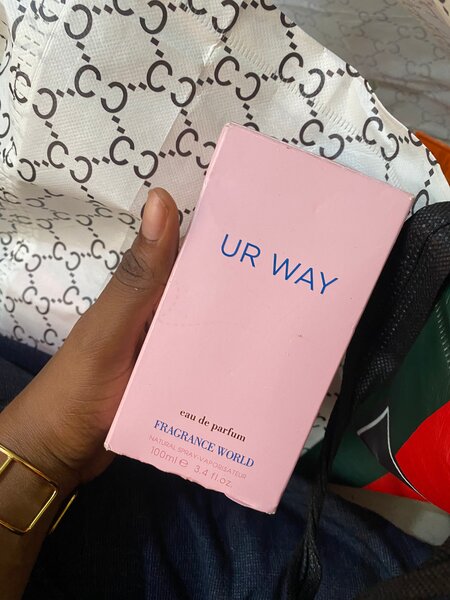 UR WAY
eau de parfum
FRAGRANCE WORLD
NATURAL SPRAY-VAPORISATEUR
100ml e 3.4 fl.oz.